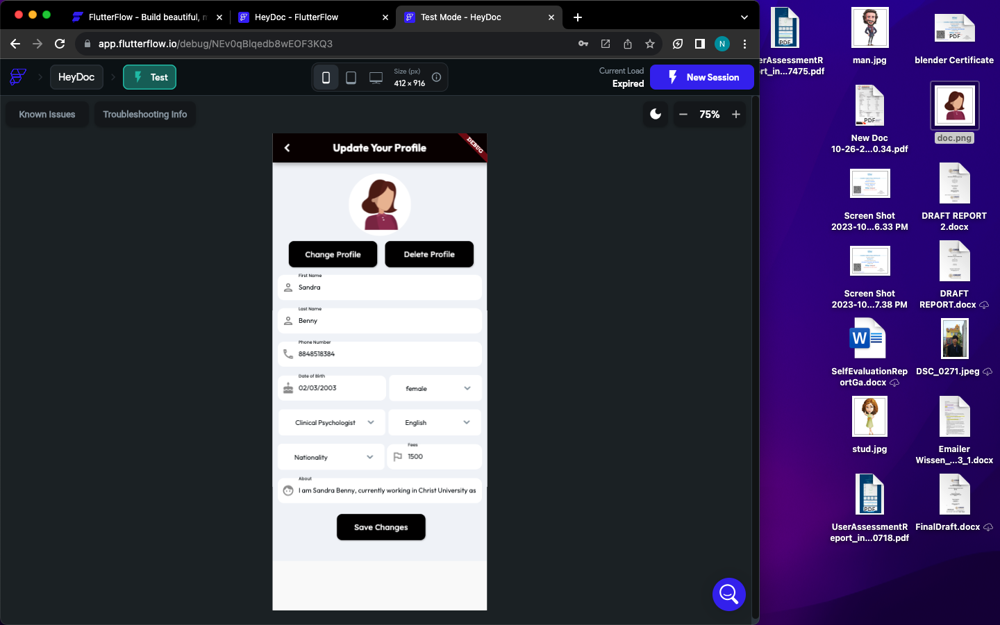 FlutterFlow - Build beautiful, m
HeyDoc - FlutterFlow
Test Mode - HeyDoc
app.flutterflow.io/debug/NEv0qBlqedb8wEOF3KQ3
N
HeyDoc
Test
Size (px)
412 × 916
Current Load
Expired
New Session
Known Issues
Troubleshooting Info
75%
Update Your Profile
DEBUG
Change Profile
Delete Profile
First Name
Sandra
Last Name
Benny
Phone Number
8848518384
Date of Birth
02/03/2003
female
Clinical Psychologist
English
Nationality
Fees
1500
About
I am Sandra Benny, currently working in Christ University as
Save Changes
PDF
erAssessmentR
ort_in...7475.pdf
man.jpg
PDF
blender Certificate
PDF
New Doc
10-26-2...0.34.pdf
doc.png
Screen Shot
2023-10...6.33 PM
DRAFT REPORT
2.docx
Screen Shot
2023-10...7.38 PM
DRAFT
REPORT.docx
W
SelfEvaluationRep
ortGa.docx
DSC_0271.jpeg
stud.jpg
Emailer
Wissen_...3_1.docx
PDF
UserAssessmentR
eport_in...0718.pdf
FinalDraft.docx